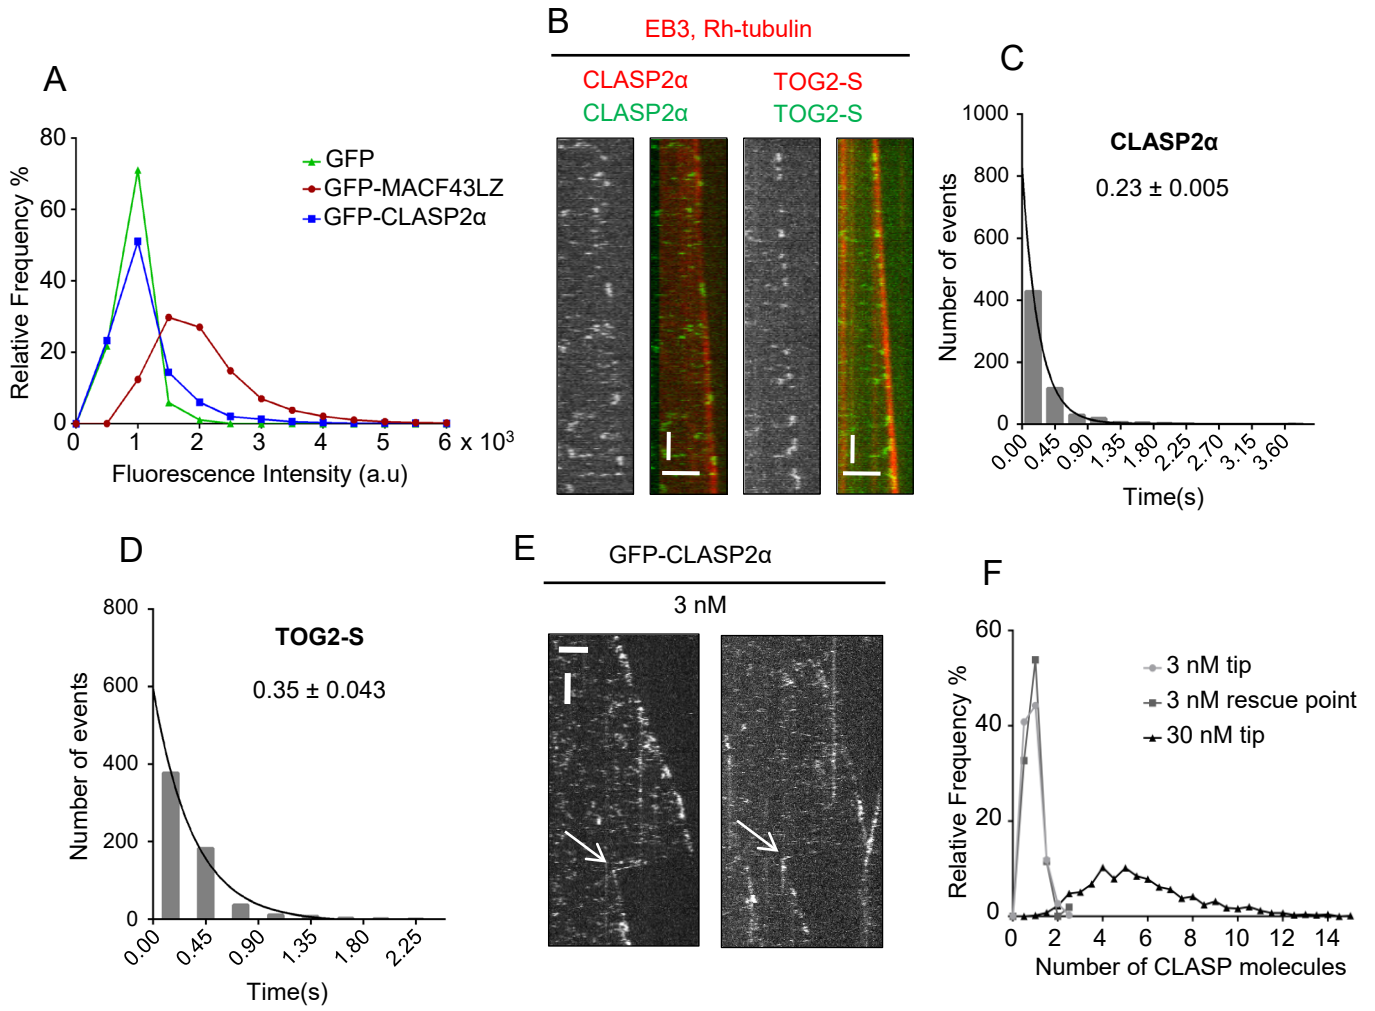 A
80
60
40
20
0
Relative Frequency %
GFP
GFP-MACF43LZ
GFP-CLASP2α
0 1 2 3 4 5 6 x 10³
Fluorescence Intensity (a.u)
B
EB3, Rh-tubulin
CLASP2α TOG2-S
CLASP2α TOG2-S
C
1000
800
600
400
200
0
Number of events
CLASP2α
0.23 ± 0.005
0.00 0.45 0.90 1.35 1.80 2.25 2.70 3.15 3.60
Time(s)
D
800
600
400
200
0
Number of events
TOG2-S
0.35 ± 0.043
0.00 0.45 0.90 1.35 1.80 2.25
Time(s)
E
GFP-CLASP2α
3 nM
F
60
40
20
0
Relative Frequency %
3 nM tip
3 nM rescue point
30 nM tip
0 2 4 6 8 10 12 14
Number of CLASP molecules